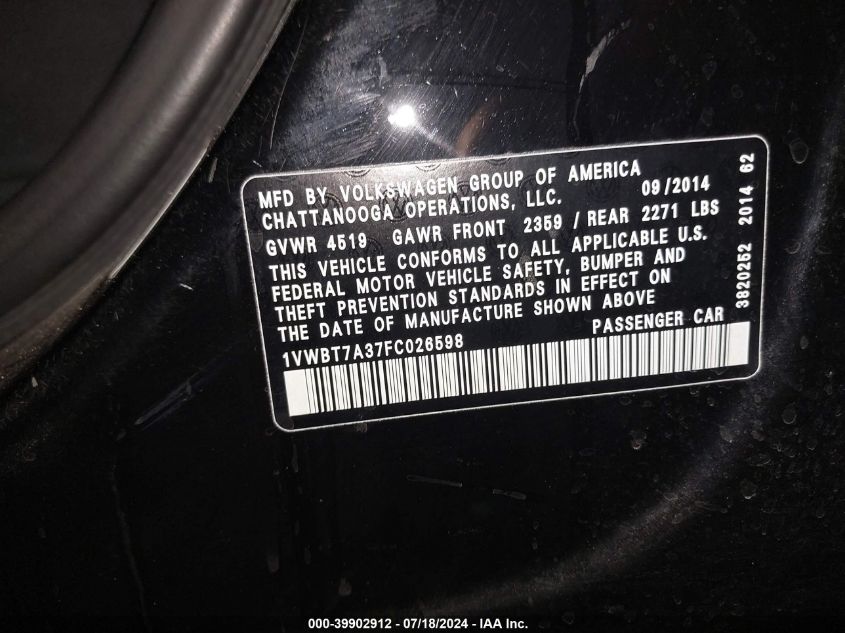 MFD BY VOLKSWAGEN GROUP OF AMERICA
CHATTANOOGA OPERATIONS, LLC. 09/2014
GVWR 4519 GAWR FRONT 2359 / REAR 2271 LBS
THIS VEHICLE CONFORMS TO ALL APPLICABLE U.S.
FEDERAL MOTOR VEHICLE SAFETY, BUMPER AND
THEFT PREVENTION STANDARDS IN EFFECT ON
THE DATE OF MANUFACTURE SHOWN ABOVE
1VWBT7A37FC026598 PASSENGER CAR
3820252 2014 62
000-39902912 - 07/18/2024 - IAA Inc.